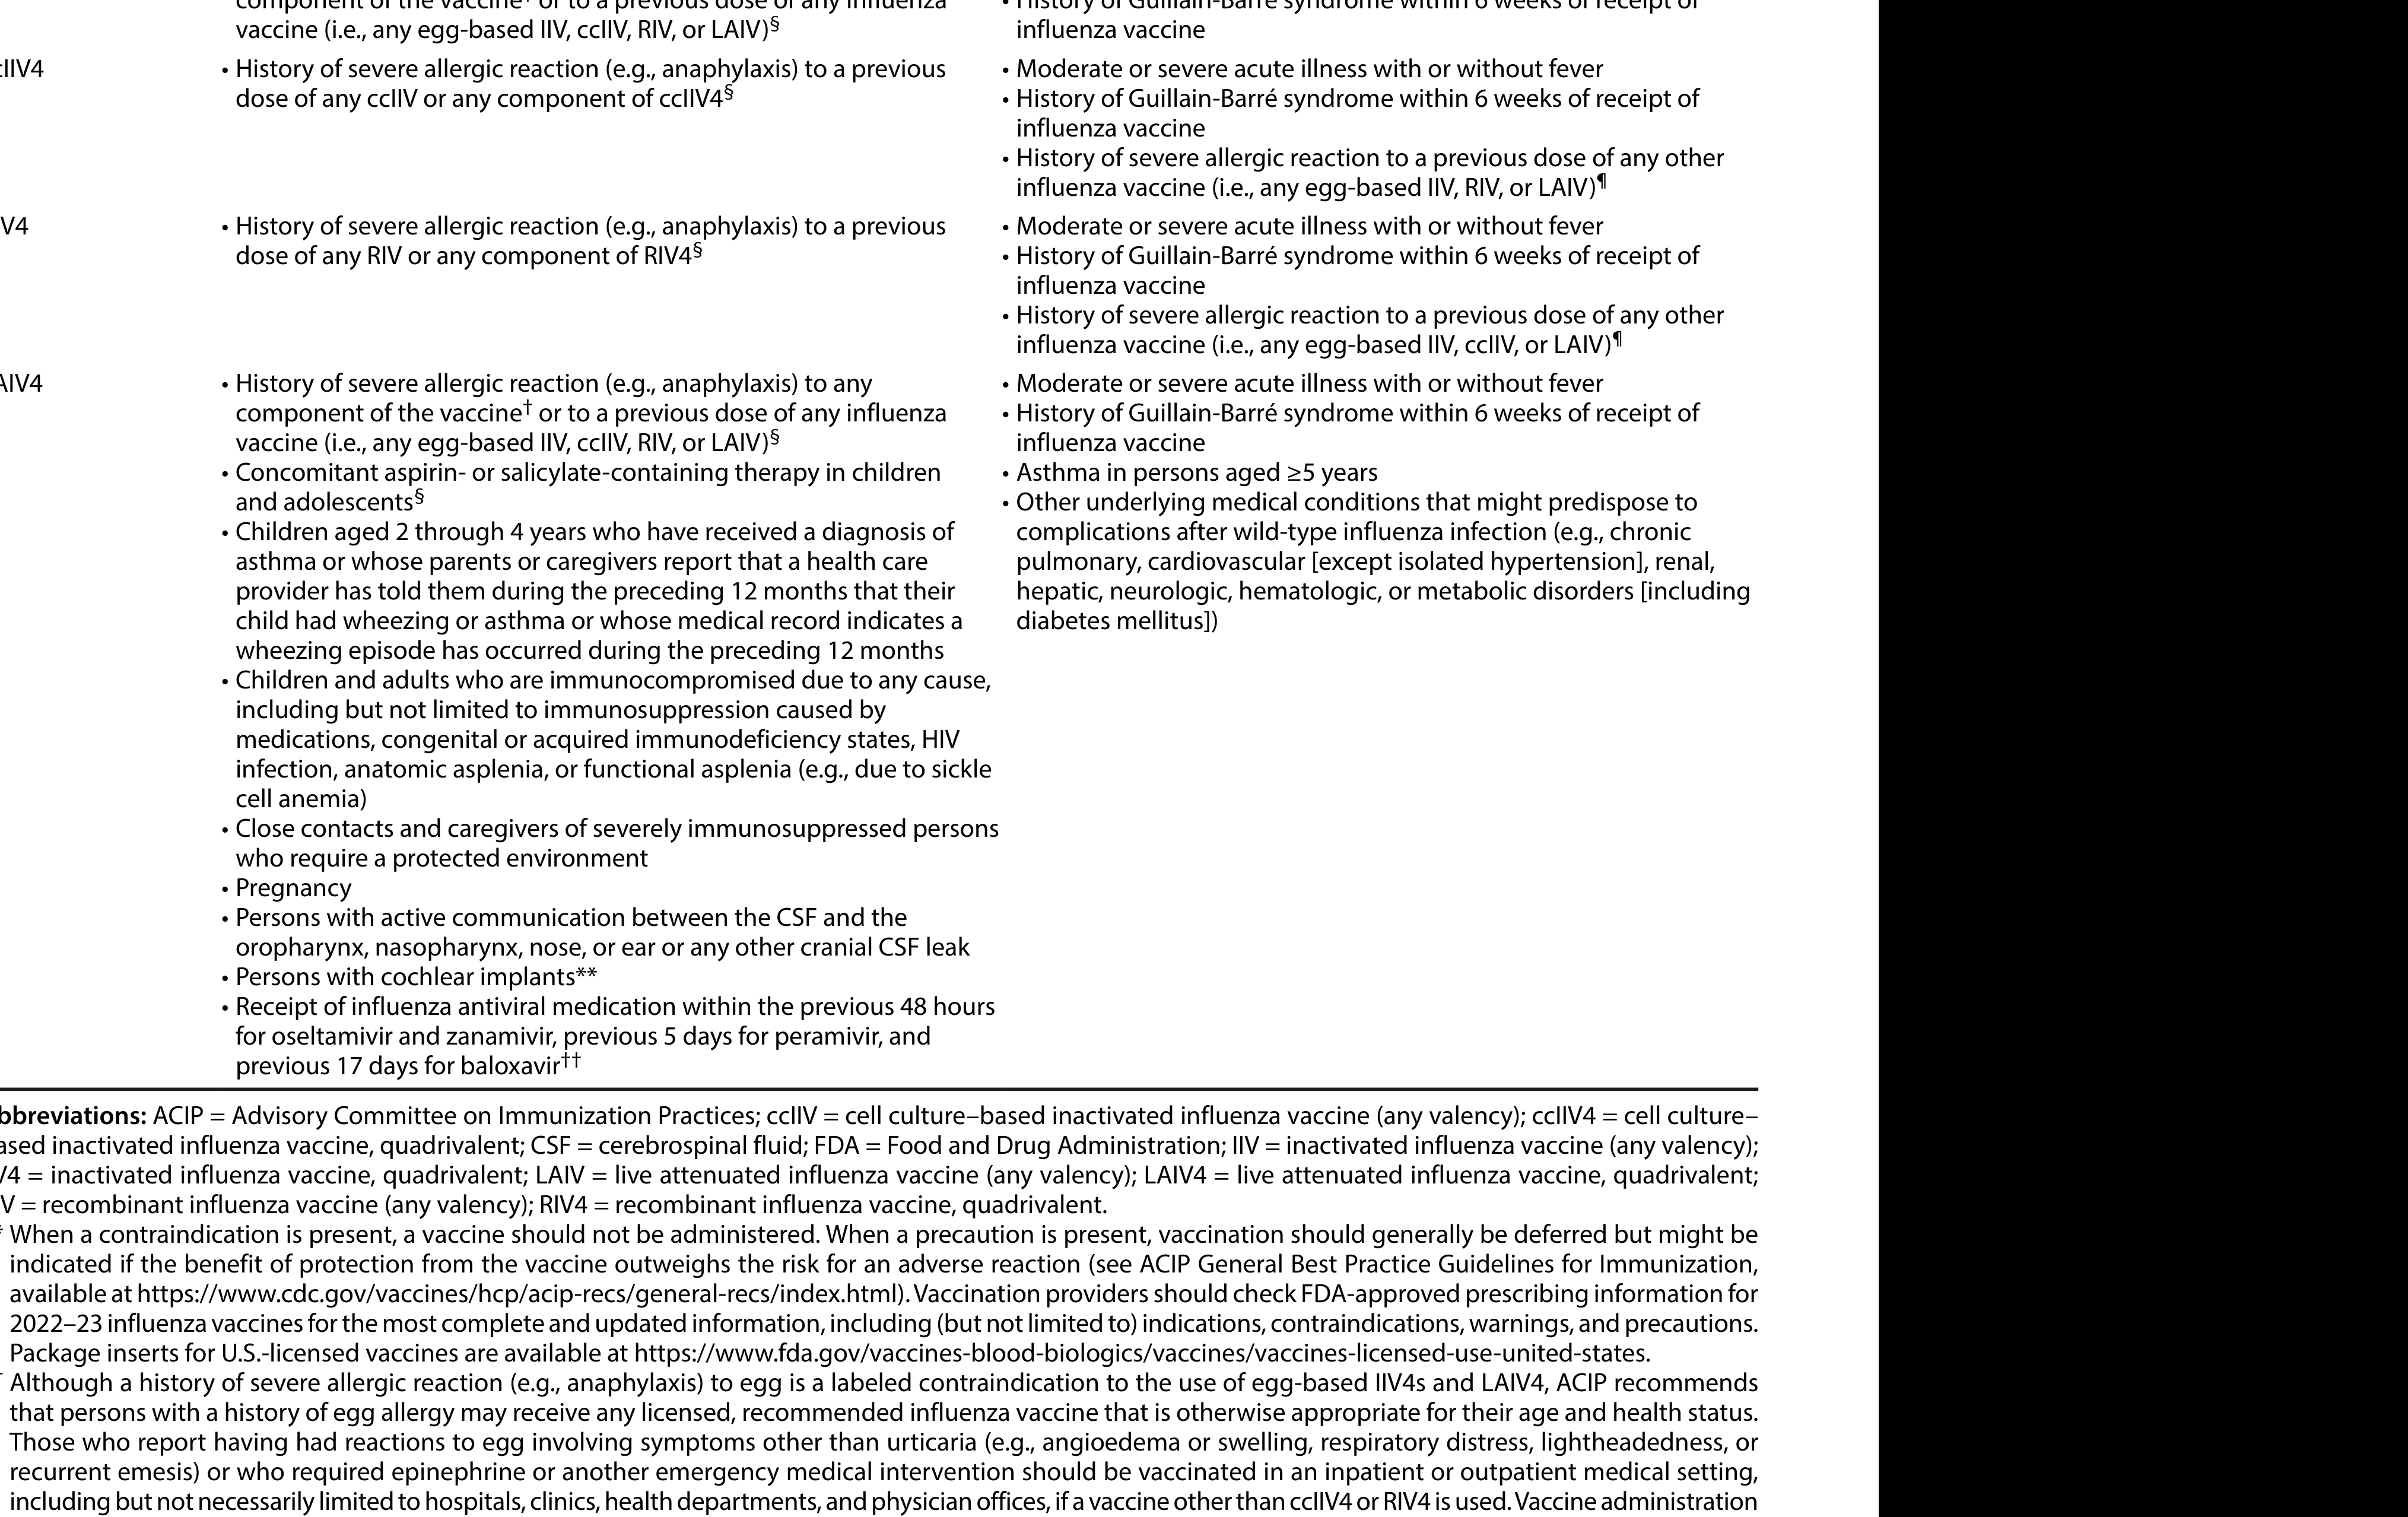 vaccine (i.e., any egg-based IIV, ccIIV, RIV, or LAIV)§
History of Guillain-Barré syndrome within 6 weeks of receipt of
influenza vaccine
cIIV4
• History of severe allergic reaction (e.g., anaphylaxis) to a previous
dose of any ccIIV or any component of ccIIV4§
• Moderate or severe acute illness with or without fever
• History of Guillain-Barré syndrome within 6 weeks of receipt of
influenza vaccine
• History of severe allergic reaction to a previous dose of any other
influenza vaccine (i.e., any egg-based IIV, RIV, or LAIV)¶
V4
• History of severe allergic reaction (e.g., anaphylaxis) to a previous
dose of any RIV or any component of RIV4§
• Moderate or severe acute illness with or without fever
• History of Guillain-Barré syndrome within 6 weeks of receipt of
influenza vaccine
• History of severe allergic reaction to a previous dose of any other
influenza vaccine (i.e., any egg-based IIV, ccIIV, or LAIV)¶
AIV4
• History of severe allergic reaction (e.g., anaphylaxis) to any
component of the vaccine† or to a previous dose of any influenza
vaccine (i.e., any egg-based IIV, ccIIV, RIV, or LAIV)§
• Concomitant aspirin- or salicylate-containing therapy in children
and adolescents§
• Children aged 2 through 4 years who have received a diagnosis of
asthma or whose parents or caregivers report that a health care
provider has told them during the preceding 12 months that their
child had wheezing or asthma or whose medical record indicates a
wheezing episode has occurred during the preceding 12 months
• Children and adults who are immunocompromised due to any cause,
including but not limited to immunosuppression caused by
medications, congenital or acquired immunodeficiency states, HIV
infection, anatomic asplenia, or functional asplenia (e.g., due to sickle
cell anemia)
• Close contacts and caregivers of severely immunosuppressed persons
who require a protected environment
• Pregnancy
• Persons with active communication between the CSF and the
oropharynx, nasopharynx, nose, or ear or any other cranial CSF leak
• Persons with cochlear implants**
• Receipt of influenza antiviral medication within the previous 48 hours
for oseltamivir and zanamivir, previous 5 days for peramivir, and
previous 17 days for baloxavir††
• Moderate or severe acute illness with or without fever
• History of Guillain-Barré syndrome within 6 weeks of receipt of
influenza vaccine
• Asthma in persons aged ≥5 years
• Other underlying medical conditions that might predispose to
complications after wild-type influenza infection (e.g., chronic
pulmonary, cardiovascular [except isolated hypertension], renal,
hepatic, neurologic, hematologic, or metabolic disorders [including
diabetes mellitus])
bbreviations: ACIP = Advisory Committee on Immunization Practices; ccIIV = cell culture–based inactivated influenza vaccine (any valency); ccIIV4 = cell culture–
ased inactivated influenza vaccine, quadrivalent; CSF = cerebrospinal fluid; FDA = Food and Drug Administration; IIV = inactivated influenza vaccine (any valency);
V4 = inactivated influenza vaccine, quadrivalent; LAIV = live attenuated influenza vaccine (any valency); LAIV4 = live attenuated influenza vaccine, quadrivalent;
V = recombinant influenza vaccine (any valency); RIV4 = recombinant influenza vaccine, quadrivalent.
* When a contraindication is present, a vaccine should not be administered. When a precaution is present, vaccination should generally be deferred but might be
indicated if the benefit of protection from the vaccine outweighs the risk for an adverse reaction (see ACIP General Best Practice Guidelines for Immunization,
available at https://www.cdc.gov/vaccines/hcp/acip-recs/general-recs/index.html). Vaccination providers should check FDA-approved prescribing information for
2022–23 influenza vaccines for the most complete and updated information, including (but not limited to) indications, contraindications, warnings, and precautions.
Package inserts for U.S.-licensed vaccines are available at https://www.fda.gov/vaccines-blood-biologics/vaccines/vaccines-licensed-use-united-states.
Although a history of severe allergic reaction (e.g., anaphylaxis) to egg is a labeled contraindication to the use of egg-based IIV4s and LAIV4, ACIP recommends
that persons with a history of egg allergy may receive any licensed, recommended influenza vaccine that is otherwise appropriate for their age and health status.
Those who report having had reactions to egg involving symptoms other than urticaria (e.g., angioedema or swelling, respiratory distress, lightheadedness, or
recurrent emesis) or who required epinephrine or another emergency medical intervention should be vaccinated in an inpatient or outpatient medical setting,
including but not necessarily limited to hospitals, clinics, health departments, and physician offices, if a vaccine other than ccIIV4 or RIV4 is used. Vaccine administration